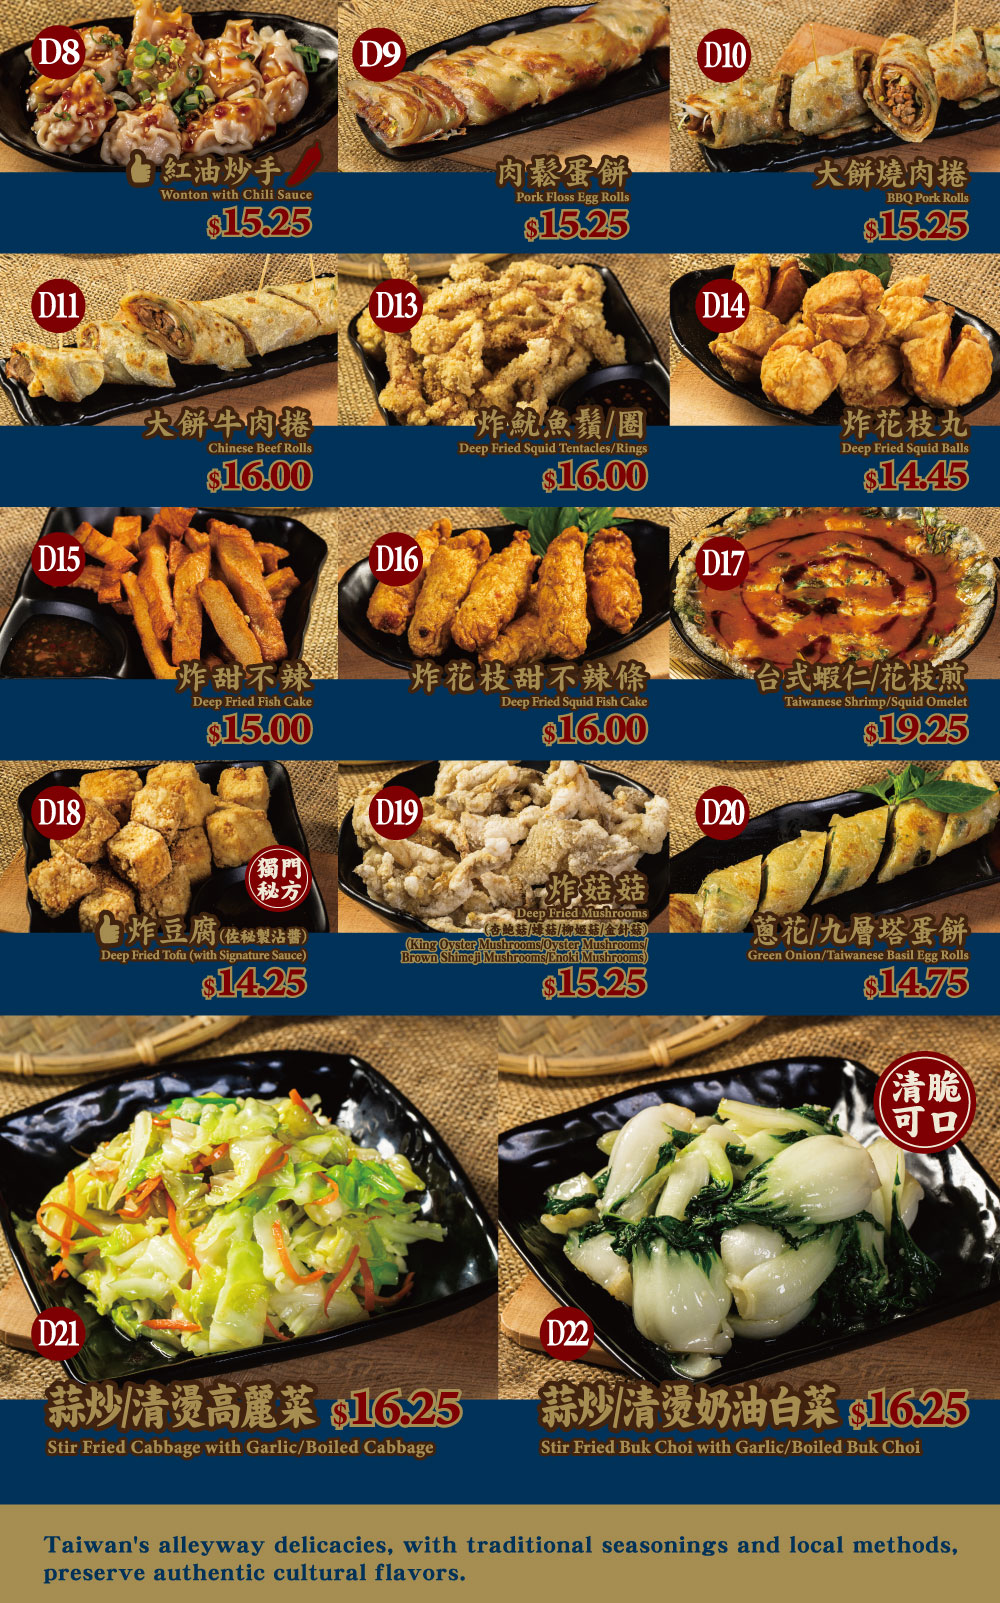 D8
紅油炒手
Wonton with Chili Sauce
$15.25
D9
肉鬆蛋餅
Pork Floss Egg Rolls
$15.25
D10
大餅燒肉捲
BBQ Pork Rolls
$15.25
D11
大餅牛肉捲
Chinese Beef Rolls
$16.00
D13
炸魷魚鬚/圈
Deep Fried Squid Tentacles/Rings
$16.00
D14
炸花枝丸
Deep Fried Squid Balls
$14.45
D15
炸甜不辣
Deep Fried Fish Cake
$15.00
D16
炸花枝甜不辣條
Deep Fried Squid Fish Cake
$16.00
D17
台式蝦仁/花枝煎
Taiwanese Shrimp/Squid Omelet
$19.25
D18
獨門
秘方
炸豆腐(佐秘製沾醬)
Deep Fried Tofu (with Signature Sauce)
$14.25
D19
炸菇菇
Deep Fried Mushrooms
(杏鮑菇/蠔菇/柳姬菇/金針菇)
(King Oyster Mushrooms/Oyster Mushrooms/
Brown Shimeji Mushrooms/Enoki Mushrooms)
$15.25
D20
蔥花/九層塔蛋餅
Green Onion/Taiwanese Basil Egg Rolls
$14.75
D21
蒜炒/清燙高麗菜 $16.25
Stir Fried Cabbage with Garlic/Boiled Cabbage
清脆
可口
D22
蒜炒/清燙奶油白菜 $16.25
Stir Fried Buk Choi with Garlic/Boiled Buk Choi
Taiwan's alleyway delicacies, with traditional seasonings and local methods,
preserve authentic cultural flavors.